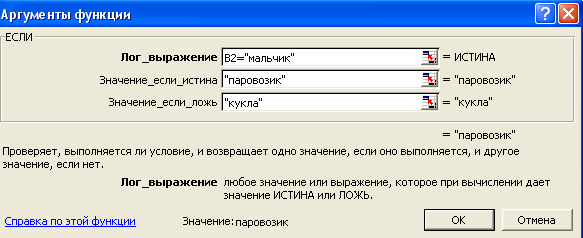 Аргументы функции
ЕСЛИ
Лог_выражение B2="мальчик" = ИСТИНА
Значение_если_истина "паровозик" = "паровозик"
Значение_если_ложь "кукла" = "кукла"
= "паровозик"
Проверяет, выполняется ли условие, и возвращает одно значение, если оно выполняется, и другое
значение, если нет.
Лог_выражение любое значение или выражение, которое при вычислении дает
значение ИСТИНА или ЛОЖЬ.
Справка по этой функции Значение:паровозик ОК Отмена